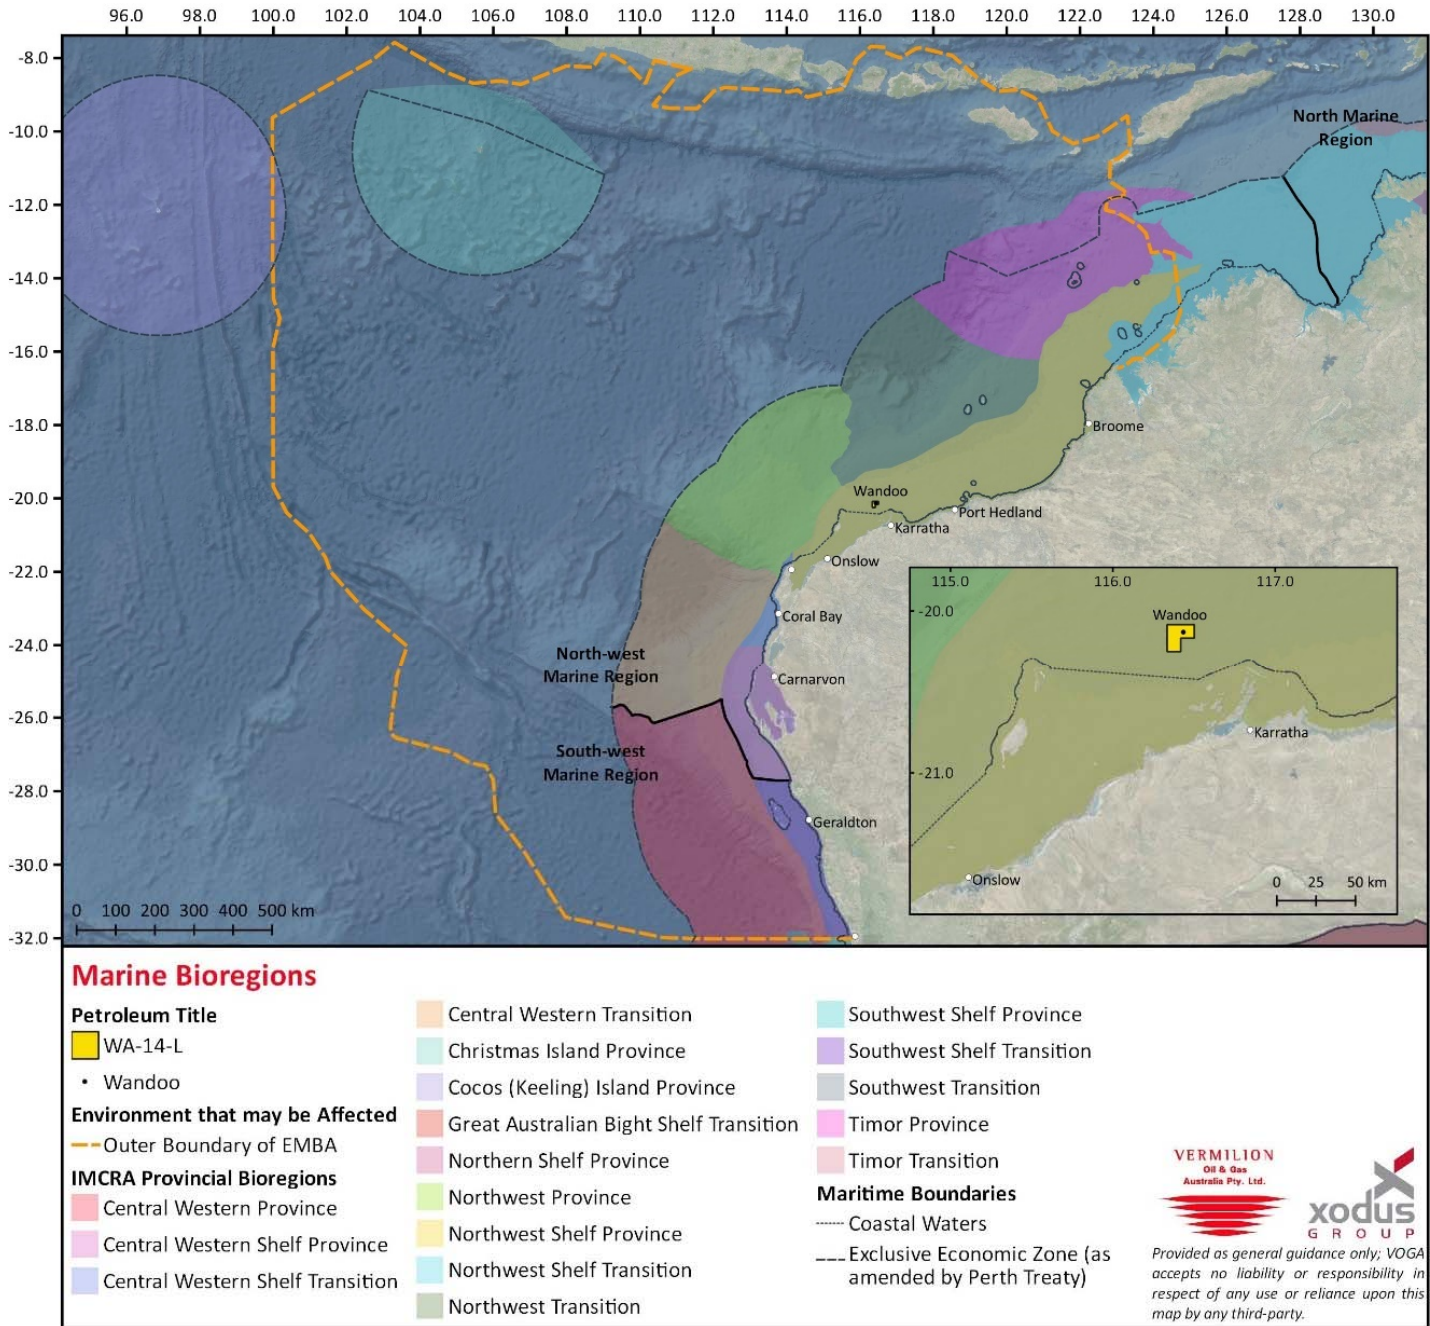 96.0 98.0 100.0 102.0 104.0 106.0 108.0 110.0 112.0 114.0 116.0 118.0 120.0 122.0 124.0 126.0 128.0 130.0
-8.0
-10.0
-12.0
-14.0
-16.0
-18.0
-20.0
-22.0
-24.0
-26.0
-28.0
-30.0
-32.0
North Marine
Region
Broome
Wandoo
Port Hedland
Karratha
Onslow
Coral Bay
North-west
Marine Region
Carnarvon
South-west
Marine Region
Geraldton
0 100 200 300 400 500 km
115.0 116.0 117.0
-20.0
Wandoo
Karratha
-21.0
Onslow
0 25 50 km
Marine Bioregions
Petroleum Title
WA-14-L
Wandoo
Environment that may be Affected
Outer Boundary of EMBA
IMCRA Provincial Bioregions
Central Western Province
Central Western Shelf Province
Central Western Shelf Transition
Central Western Transition
Christmas Island Province
Cocos (Keeling) Island Province
Great Australian Bight Shelf Transition
Northern Shelf Province
Northwest Province
Northwest Shelf Province
Northwest Shelf Transition
Northwest Transition
Southwest Shelf Province
Southwest Shelf Transition
Southwest Transition
Timor Province
Timor Transition
Maritime Boundaries
Coastal Waters
Exclusive Economic Zone (as
amended by Perth Treaty)
VERMILION
Oil & Gas
Australia Pty. Ltd.
xodus
GROUP
Provided as general guidance only; VOGA
accepts no liability or responsibility in
respect of any use or reliance upon this
map by any third-party.